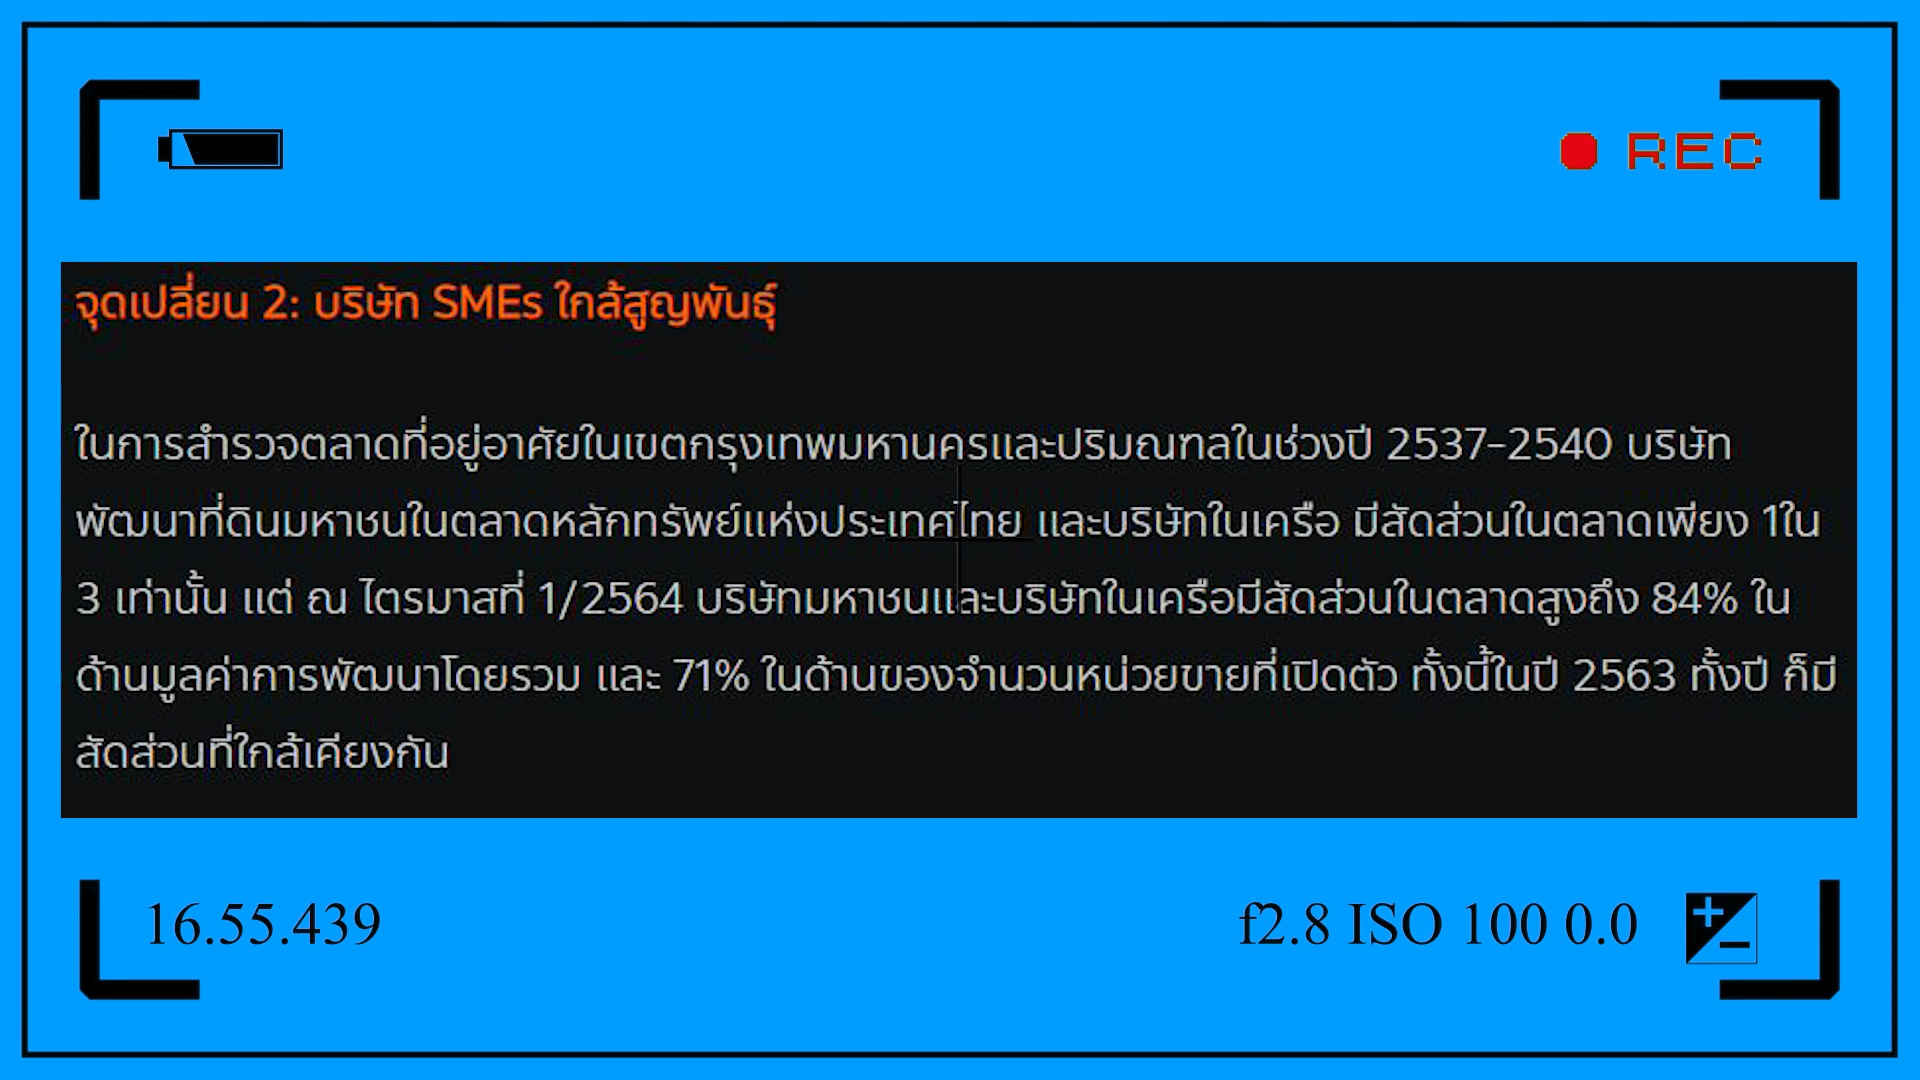 REC
จุดเปลี่ยน 2: บริษัท SMEs ใกล้สูญพันธุ์
ในการสำรวจตลาดที่อยู่อาศัยในเขตกรุงเทพมหานครและปริมณฑลในช่วงปี 2537-2540 บริษัท
พัฒนาที่ดินมหาชนในตลาดหลักทรัพย์แห่งประเทศไทย และบริษัทในเครือ มีสัดส่วนในตลาดเพียง 1ใน
3 เท่านั้น แต่ ณ ไตรมาสที่ 1/2564 บริษัทมหาชนและบริษัทในเครือมีสัดส่วนในตลาดสูงถึง 84% ใน
ด้านมูลค่าการพัฒนาโดยรวม และ 71% ในด้านของจำนวนหน่วยขายที่เปิดตัว ทั้งนี้ในปี 2563 ทั้งปี ก็มี
สัดส่วนที่ใกล้เคียงกัน
16.55.439
f2.8 ISO 100 0.0